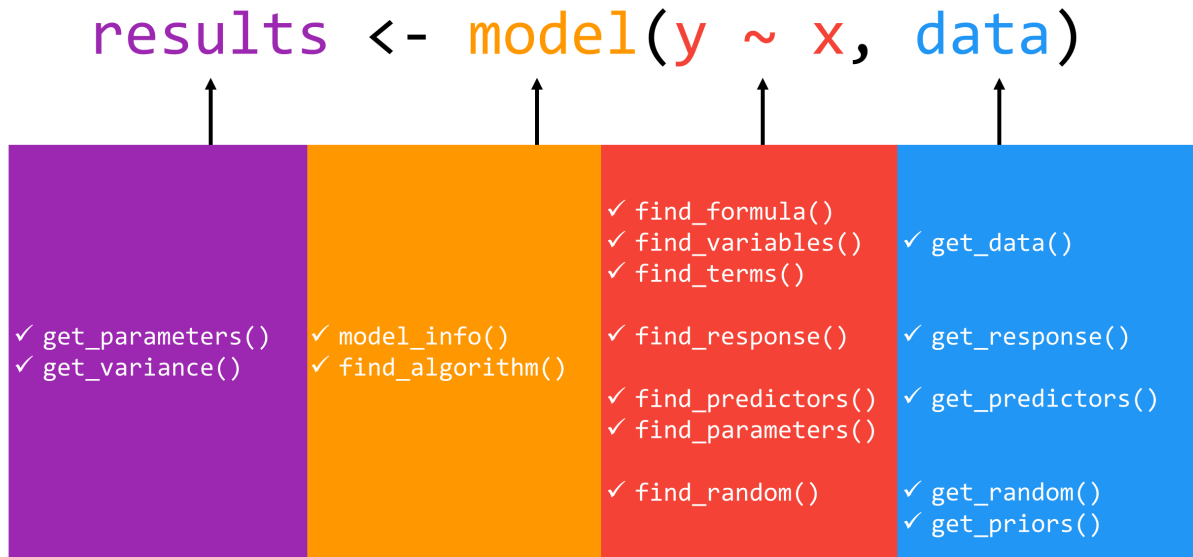 results <- model(y ~ x, data)
✓ get_parameters()
✓ get_variance()
✓ model_info()
✓ find_algorithm()
✓ find_formula()
✓ find_variables()
✓ find_terms()
✓ find_response()
✓ find_predictors()
✓ find_parameters()
✓ find_random()
✓ get_data()
✓ get_response()
✓ get_predictors()
✓ get_random()
✓ get_priors()